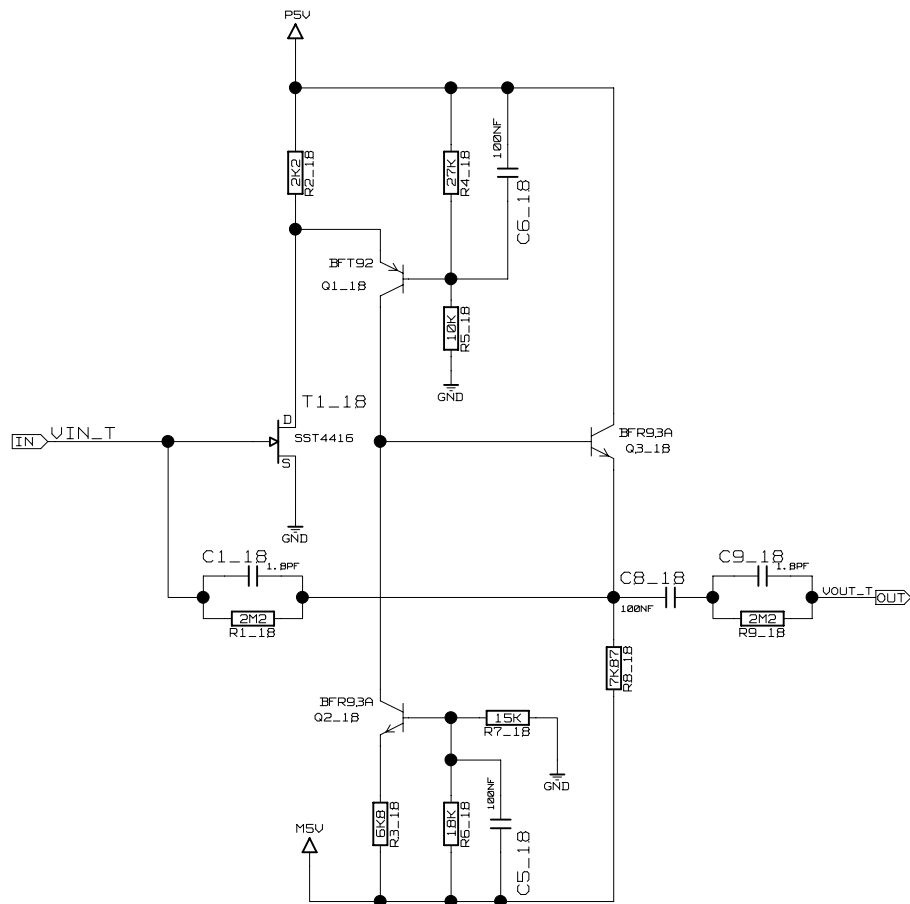 P5V
2K2
R2_18
27K
R4_18
100NF
C6_18
BFT92
Q1_18
10K
R5_18
GND
T1_18
IN
VIN_T
D
SST4416
S
BFR93A
Q3_18
GND
C1_18
1.8PF
2M2
R1_18
C8_18
100NF
C9_18
1.8PF
2M2
R9_18
VOUT_T
OUT
7K87
R8_18
BFR93A
Q2_18
15K
R7_18
GND
M5V
6K8
R3_18
18K
R6_18
100NF
C5_18